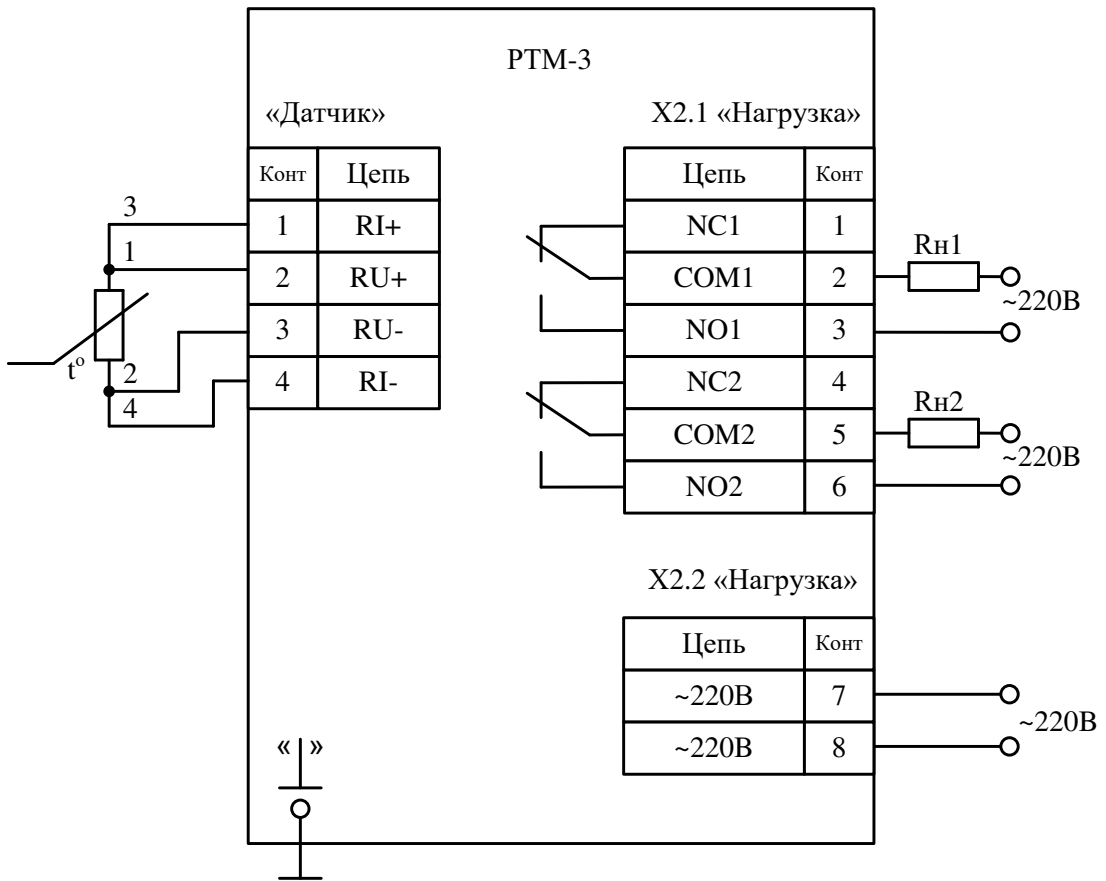 РТМ-3
«Датчик»
Конт Цепь
1 RI+
2 RU+
3 RU-
4 RI-
3
1
2
4
t°
Х2.1 «Нагрузка»
Цепь Конт
NC1 1
COM1 2
NO1 3
NC2 4
COM2 5
NO2 6
Rн1
~220В
Rн2
~220В
Х2.2 «Нагрузка»
Цепь Конт
~220В 7
~220В 8
~220В
« »